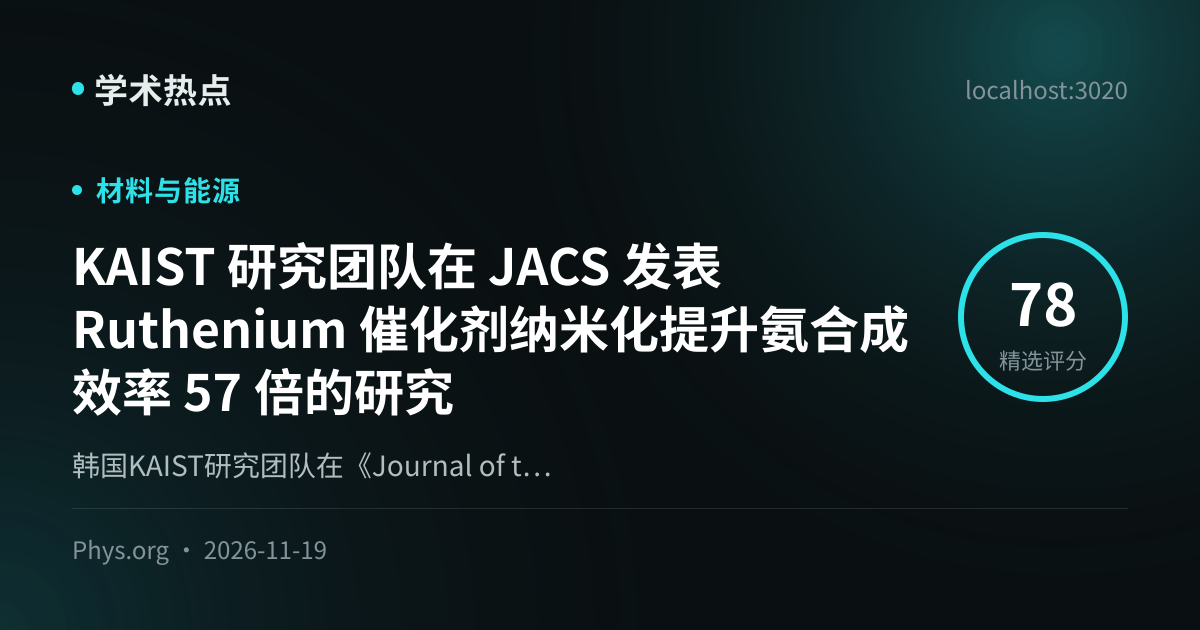 学术热点
localhost:3020
材料与能源
KAIST 研究团队在 JACS 发表
Ruthenium 催化剂纳米化提升氨合成
效率 57 倍的研究
78
精选评分
韩国KAIST研究团队在《Journal of t…
Phys.org · 2026-11-19